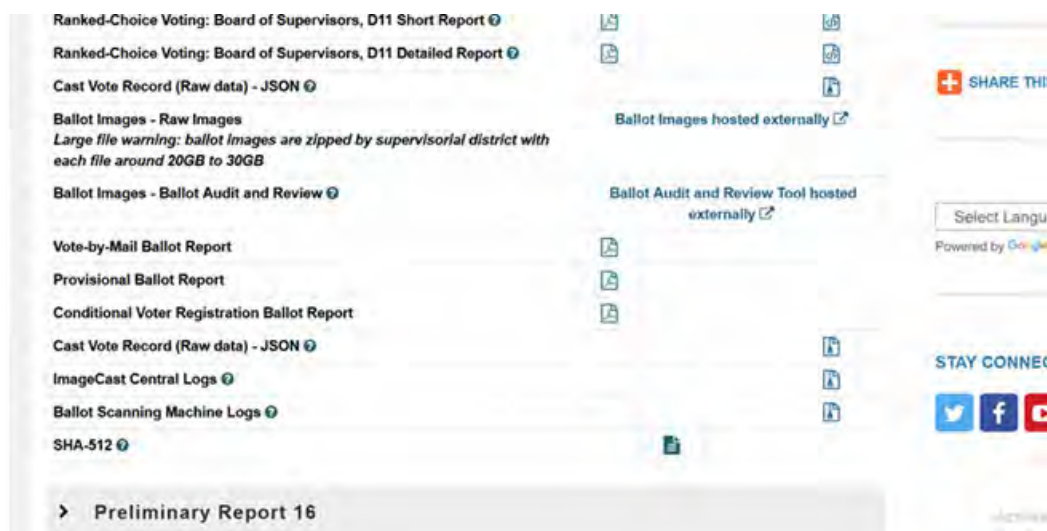 Ranked-Choice Voting: Board of Supervisors, D11 Short Report
Ranked-Choice Voting: Board of Supervisors, D11 Detailed Report
Cast Vote Record (Raw data) - JSON
SHARE THI
Ballot Images - Raw Images
Ballot Images hosted externally
Large file warning: ballot images are zipped by supervisorial district with
each file around 20GB to 30GB
Ballot Images - Ballot Audit and Review
Ballot Audit and Review Tool hosted
externally
Select Langu
Vote-by-Mail Ballot Report
Powered by Google
Provisional Ballot Report
Conditional Voter Registration Ballot Report
Cast Vote Record (Raw data) - JSON
STAY CONNEC
ImageCast Central Logs
Ballot Scanning Machine Logs
SHA-512
Preliminary Report 16